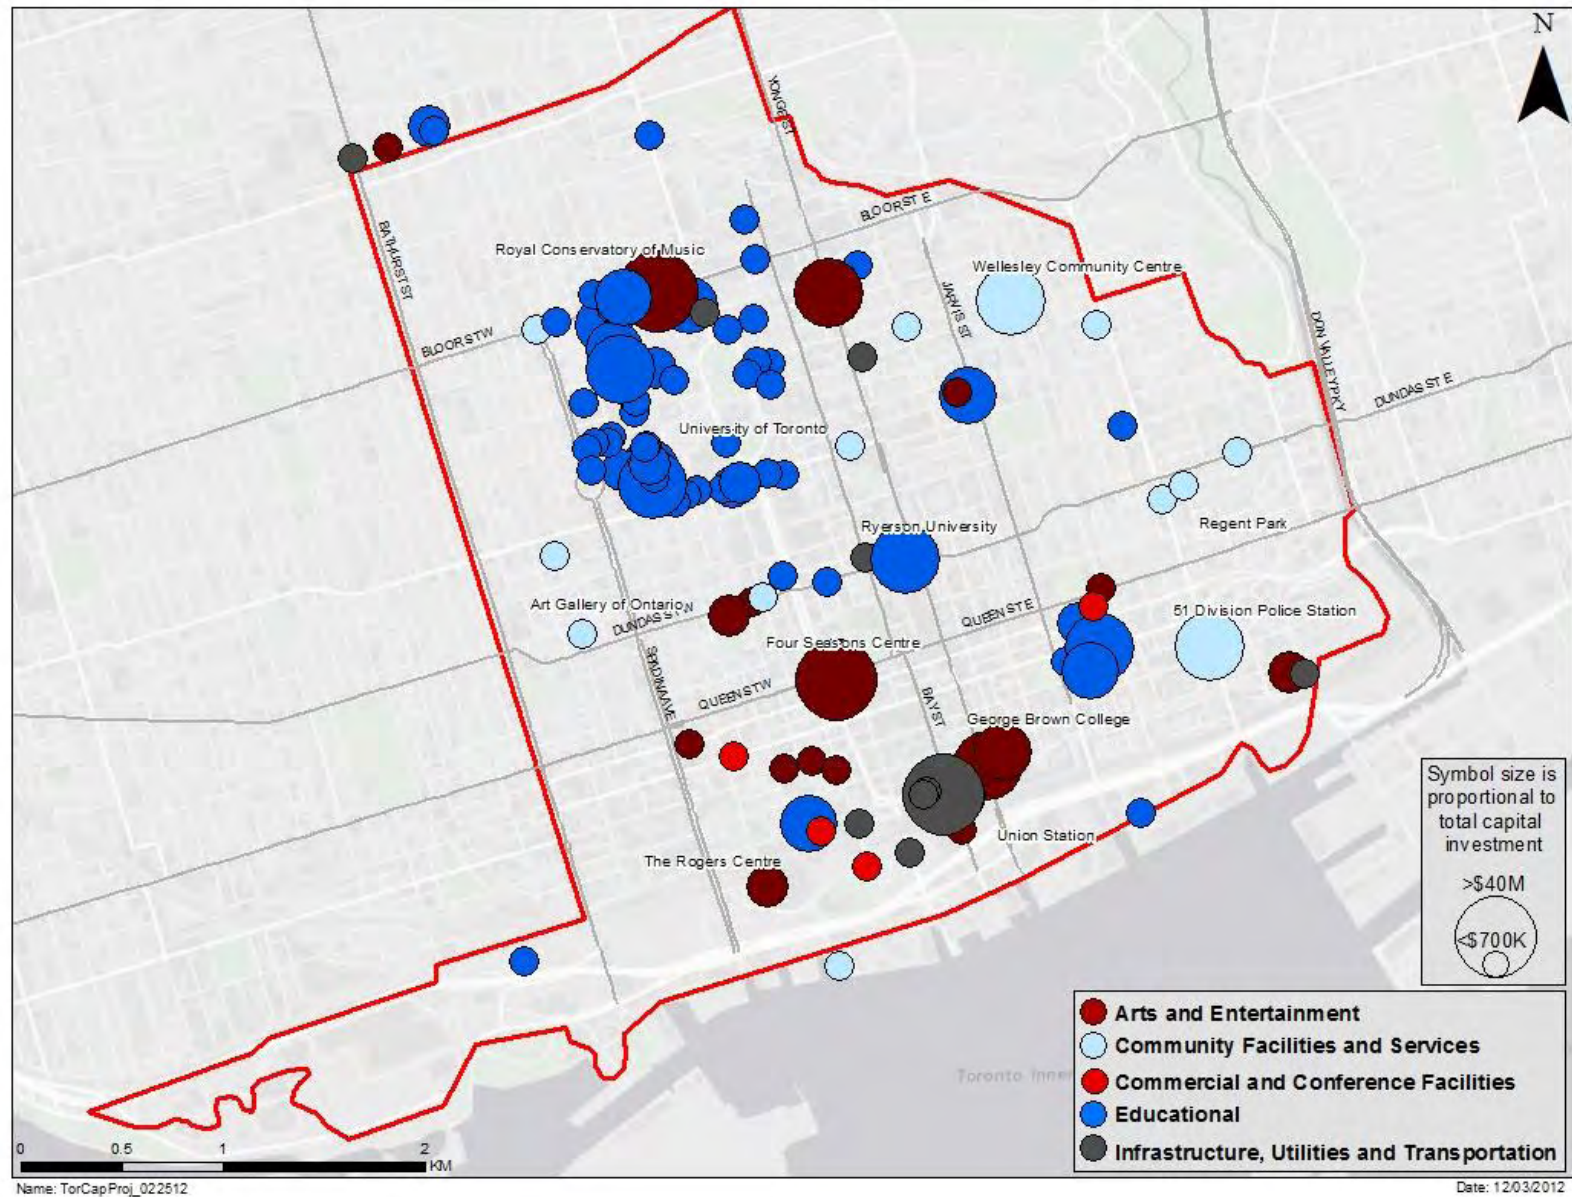 N
YONGE ST
BLOOR ST E
BATHURST ST
Royal Conservatory of Music
Wellesley Community Centre
JARVIS ST
DON VALLEY PKY
BLOOR ST W
DUNDAS ST E
University of Toronto
Ryerson University
Regent Park
Art Gallery of Ontario
DUNDAS ST W
QUEEN ST E
51 Division Police Station
Four Seasons Centre
SPADINA AVE
QUEEN ST W
BAY ST
George Brown College
Union Station
The Rogers Centre
Symbol size is
proportional to
total capital
investment
>$40M
<$700K
Arts and Entertainment
Community Facilities and Services
Commercial and Conference Facilities
Educational
Infrastructure, Utilities and Transportation
Toronto Inner
0 0.5 1 2
KM
Name: TorCapProj_022512
Date: 12/03/2012